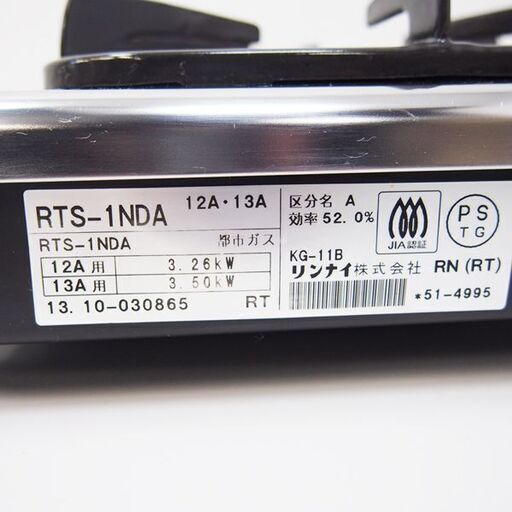 RTS-1NDA 12A・13A
RTS-1NDA 都市ガス
12A用 3.26kW
13A用 3.50kW
13.10-030865 RT
区分名 A
効率52.0%
JIA認証
PS
TG
KG-11B
リンナイ株式会社 RN(RT)
*51-4995